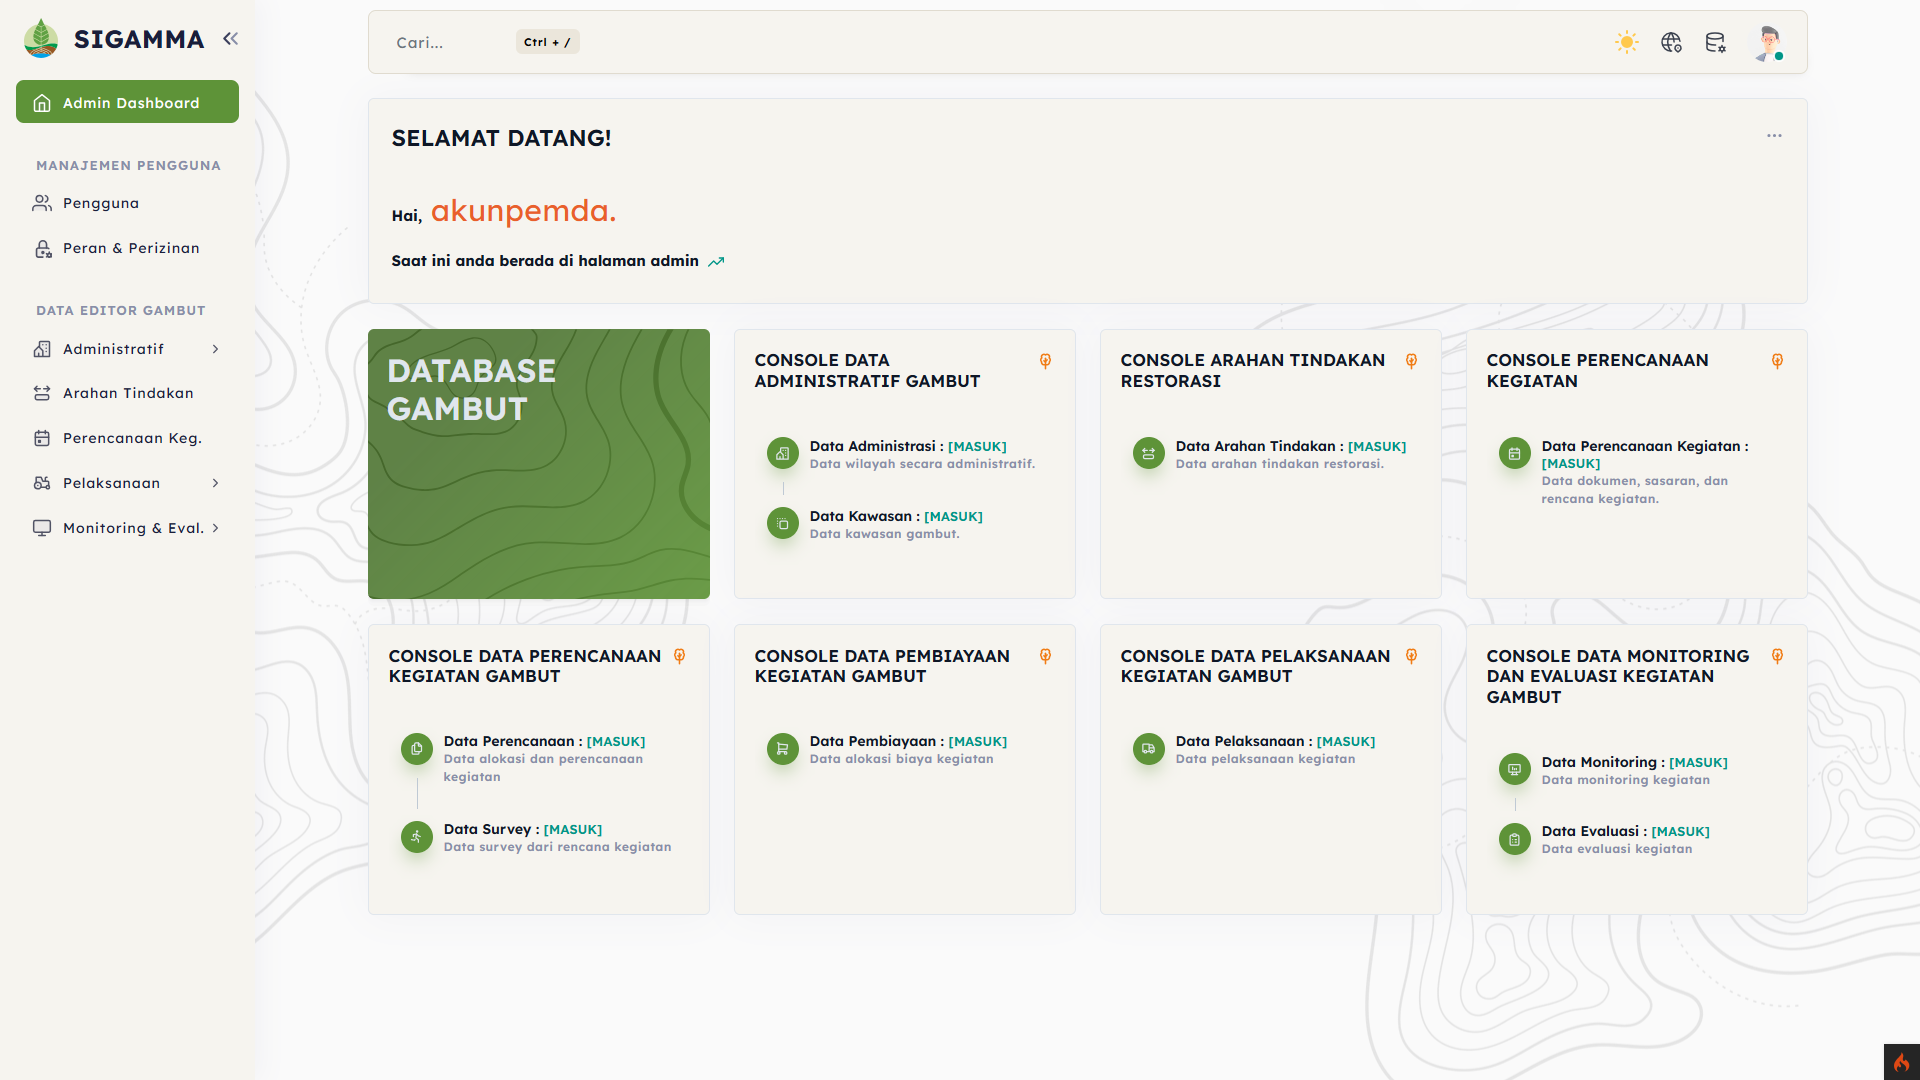 SIGAMMA
Admin Dashboard
MANAJEMEN PENGGUNA
Pengguna
Peran & Perizinan
DATA EDITOR GAMBUT
Administratif
Arahan Tindakan
Perencanaan Keg.
Pelaksanaan
Monitoring & Eval.
Cari...
Ctrl + /
SELAMAT DATANG!
Hai, akunpemda.
Saat ini anda berada di halaman admin
DATABASE
GAMBUT
CONSOLE DATA
ADMINISTRATIF GAMBUT
Data Administrasi : [MASUK]
Data wilayah secara administratif.
Data Kawasan : [MASUK]
Data kawasan gambut.
CONSOLE ARAHAN TINDAKAN
RESTORASI
Data Arahan Tindakan : [MASUK]
Data arahan tindakan restorasi.
CONSOLE PERENCANAAN
KEGIATAN
Data Perencanaan Kegiatan :
[MASUK]
Data dokumen, sasaran, dan
rencana kegiatan.
CONSOLE DATA PERENCANAAN
KEGIATAN GAMBUT
Data Perencanaan : [MASUK]
Data alokasi dan perencanaan
kegiatan
Data Survey : [MASUK]
Data survey dari rencana kegiatan
CONSOLE DATA PEMBIAYAAN
KEGIATAN GAMBUT
Data Pembiayaan : [MASUK]
Data alokasi biaya kegiatan
CONSOLE DATA PELAKSANAAN
KEGIATAN GAMBUT
Data Pelaksanaan : [MASUK]
Data pelaksanaan kegiatan
CONSOLE DATA MONITORING
DAN EVALUASI KEGIATAN
GAMBUT
Data Monitoring : [MASUK]
Data monitoring kegiatan
Data Evaluasi : [MASUK]
Data evaluasi kegiatan